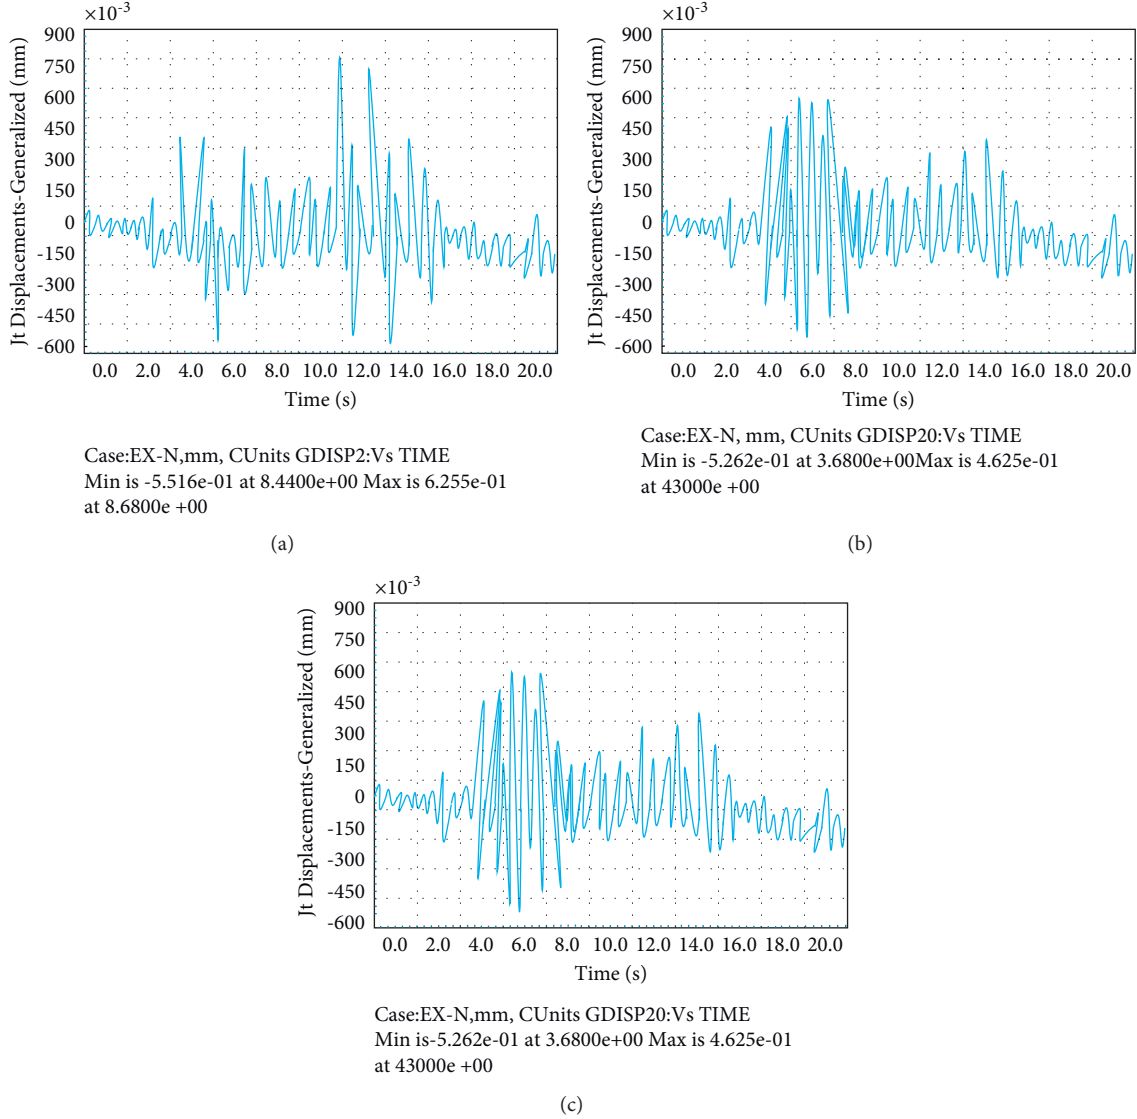 ×10-3
900
750
600
450
300
150
0
-150
-300
-450
-600
Jt Displacements-Generalized (mm)
0.0 2.0 4.0 6.0 8.0 10.0 12.0 14.0 16.0 18.0 20.0
Time (s)
Case:EX-N,mm, CUnits GDISP2:Vs TIME
Min is -5.516e-01 at 8.4400e+00 Max is 6.255e-01
at 8.6800e +00
(a)
×10-3
900
750
600
450
300
150
0
-150
-300
-450
-600
Jt Displacements-Generalized (mm)
0.0 2.0 4.0 6.0 8.0 10.0 12.0 14.0 16.0 18.0 20.0
Time (s)
Case:EX-N, mm, CUnits GDISP20:Vs TIME
Min is -5.262e-01 at 3.6800e+00Max is 4.625e-01
at 43000e +00
(b)
×10-3
900
750
600
450
300
150
0
-150
-300
-450
-600
Jt Displacements-Generalized (mm)
0.0 2.0 4.0 6.0 8.0 10.0 12.0 14.0 16.0 18.0 20.0
Time (s)
Case:EX-N,mm, CUnits GDISP20:Vs TIME
Min is-5.262e-01 at 3.6800e+00 Max is 4.625e-01
at 43000e +00
(c)